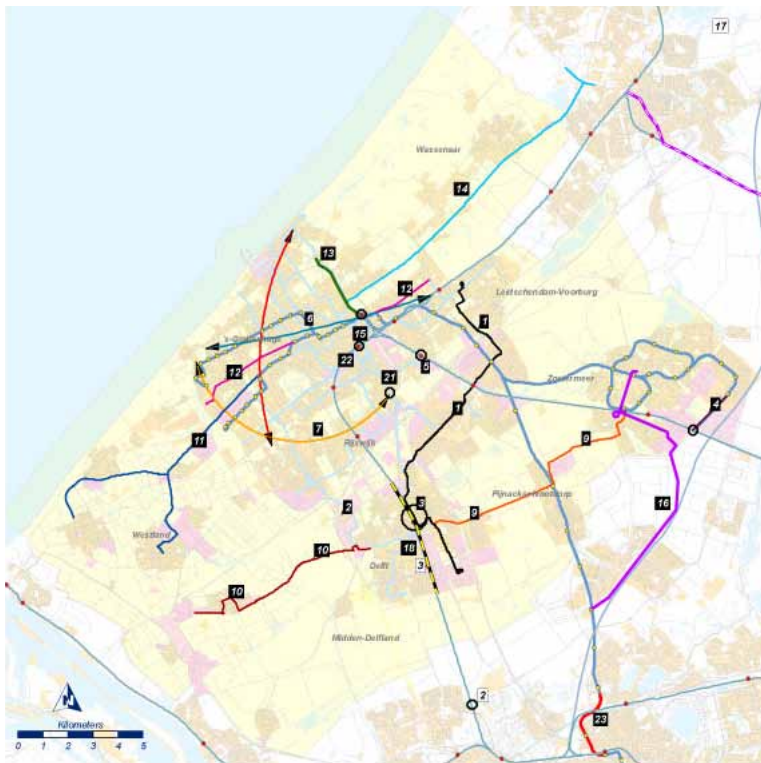 17
Wassenaar
14
13
12
Leidschendam-Voorburg
6
1
15
22
5
Zoetermeer
12
21
4
1
7
11
Rijswijk
9
3
2
Pijnacker-Nootdorp
9
16
Westland
10
18
3
Delft
10
Midden-Delfland
2
23
Kilometers
0 1 2 3 4 5